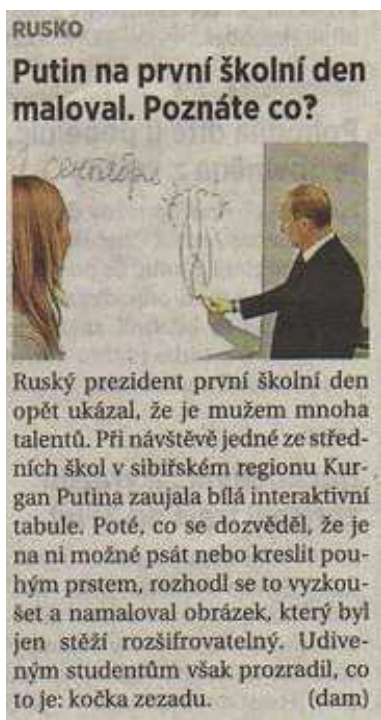 RUSKO
Putin na první školní den
maloval. Poznáte co?
1 сентября
Ruský prezident první školní den
opět ukázal, že je mužem mnoha
talentů. Při návštěvě jedné ze střed-
ních škol v sibiřském regionu Kur-
gan Putina zaujala bílá interaktivní
tabule. Poté, co se dozvěděl, že je
na ni možné psát nebo kreslit pou-
hým prstem, rozhodl se to vyzkou-
šet a namaloval obrázek, který byl
jen stěží rozšifrovatelný. Udive-
ným studentům však prozradil, co
to je: kočka zezadu. (dam)